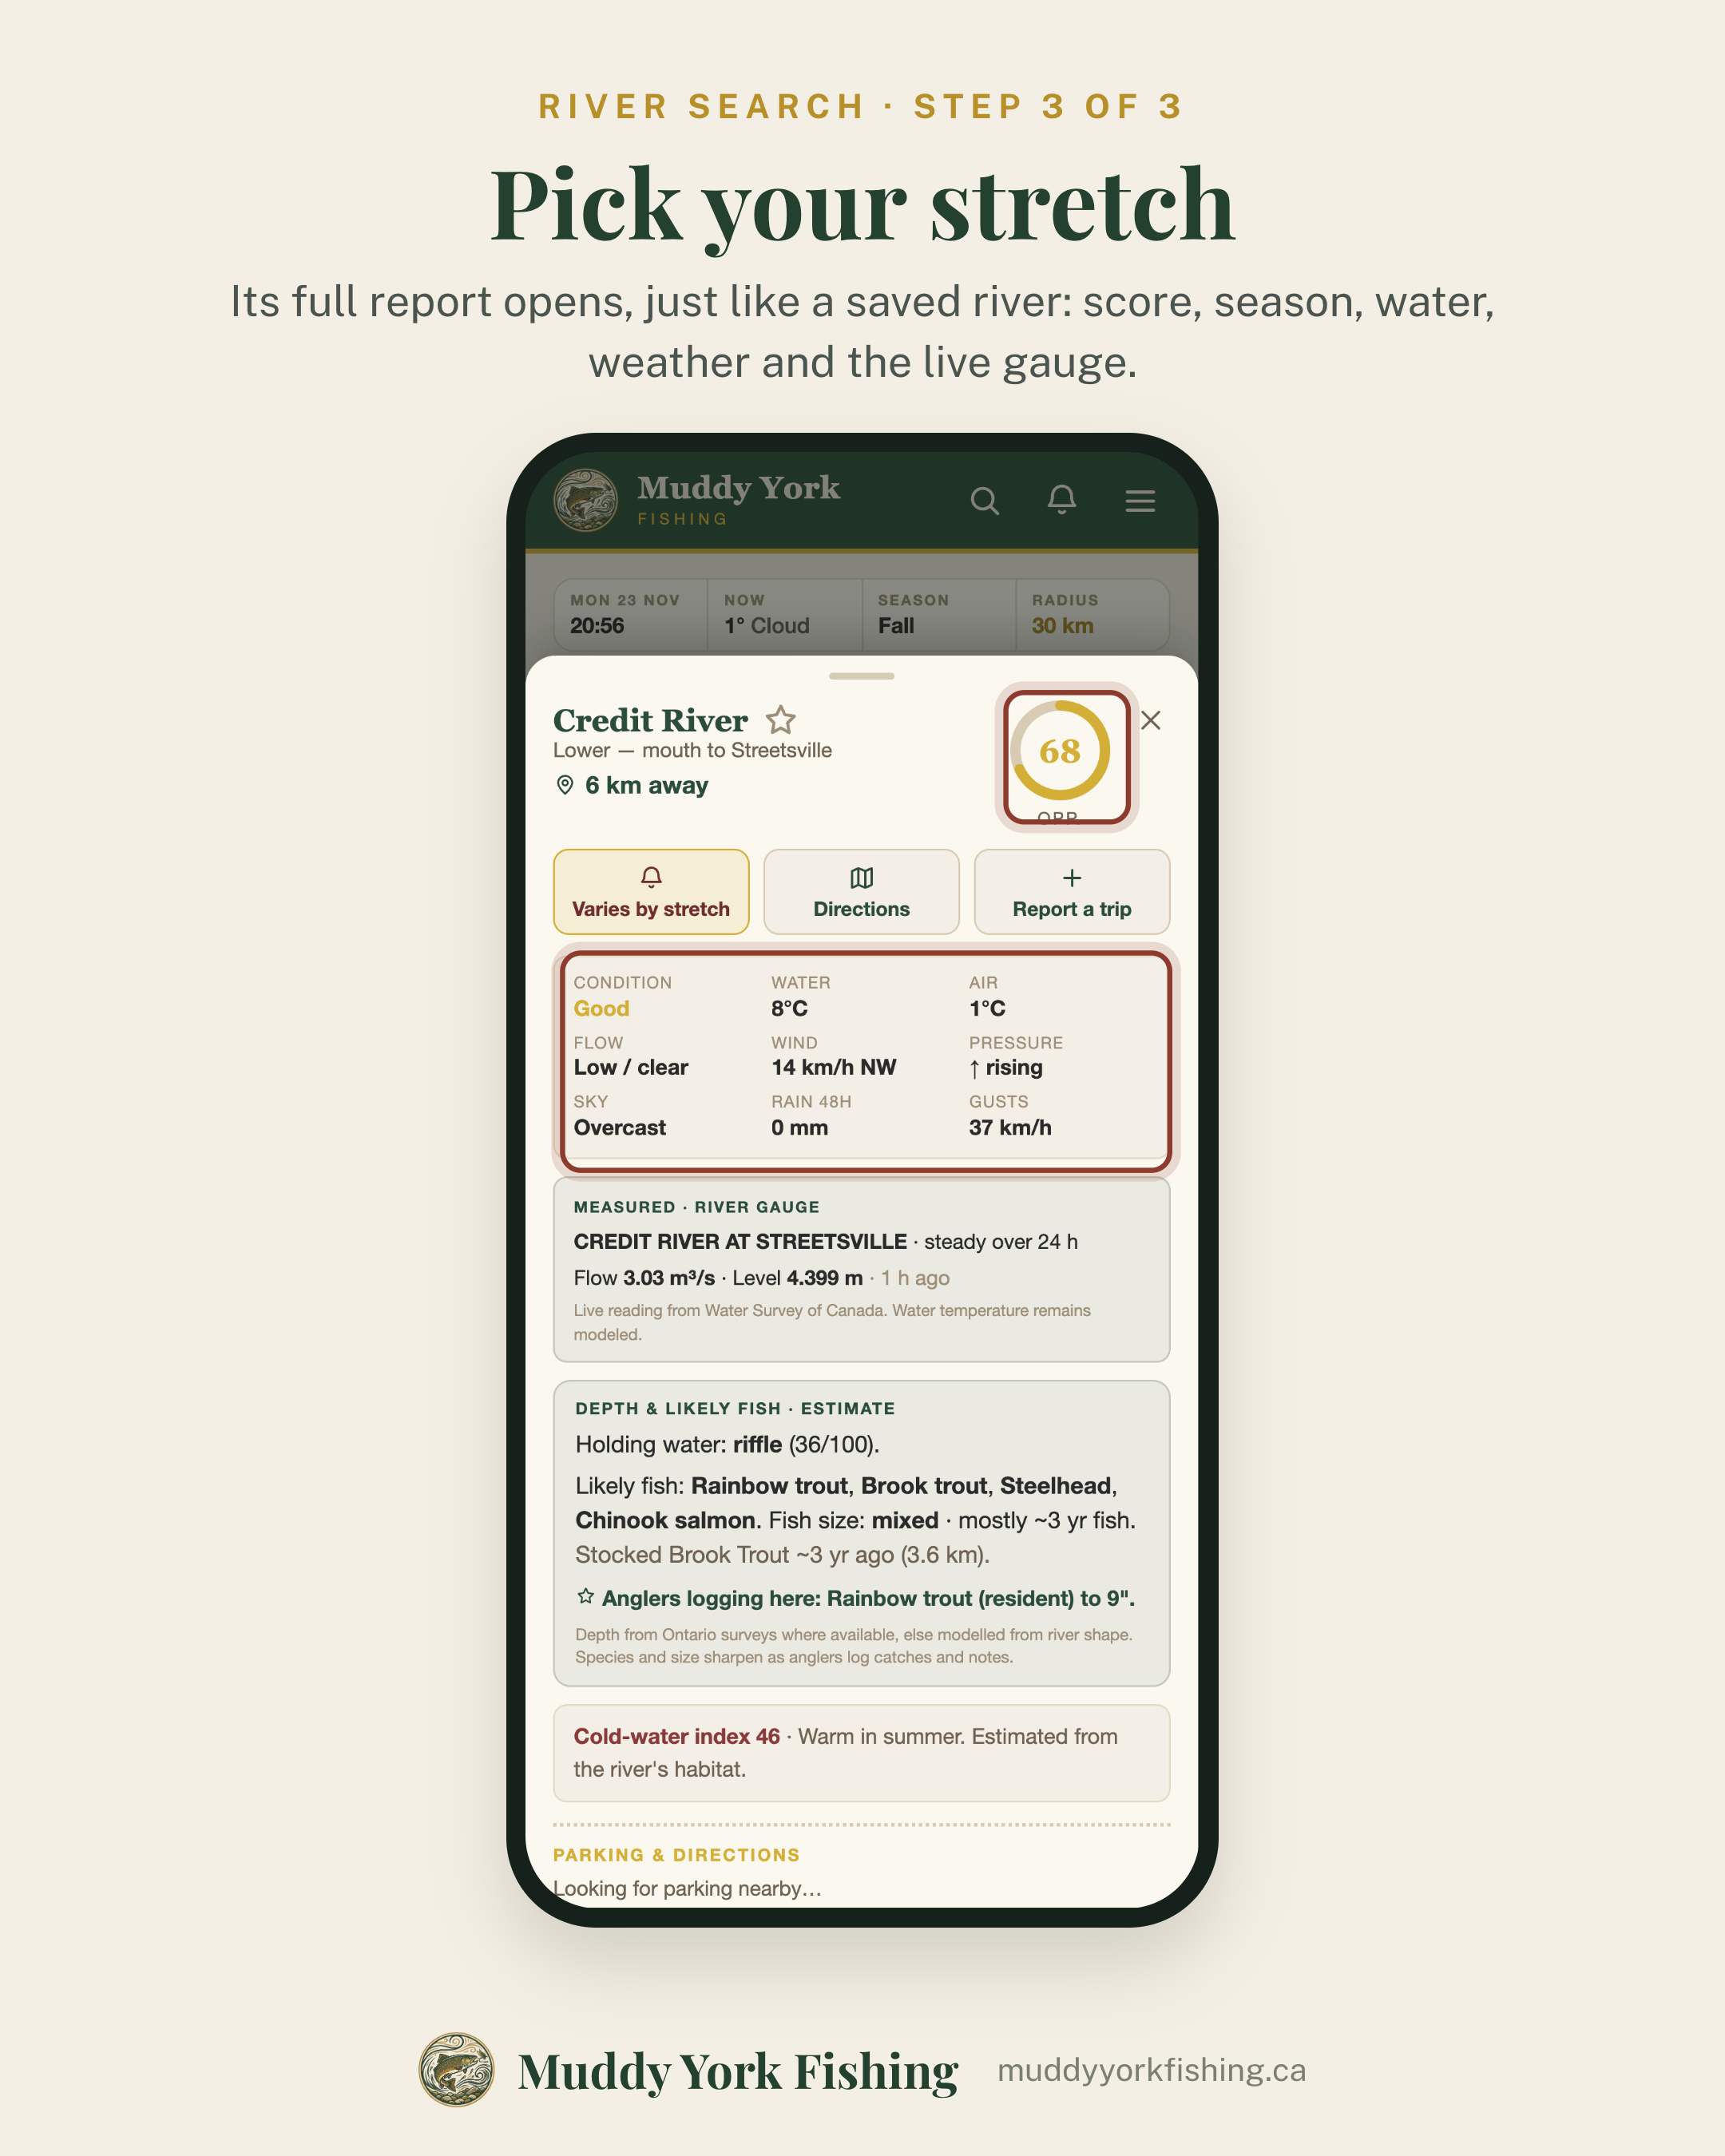 RIVER SEARCH · STEP 3 OF 3
Pick your stretch
Its full report opens, just like a saved river: score, season, water,
weather and the live gauge.
Muddy York
FISHING
MON 23 NOV
20:56
NOW
1° Cloud
SEASON
Fall
RADIUS
30 km
Credit River
Lower — mouth to Streetsville
6 km away
68
OPP.
Varies by stretch
Directions
Report a trip
CONDITION
Good
WATER
8°C
AIR
1°C
FLOW
Low / clear
WIND
14 km/h NW
PRESSURE
↑ rising
SKY
Overcast
RAIN 48H
0 mm
GUSTS
37 km/h
MEASURED · RIVER GAUGE
CREDIT RIVER AT STREETSVILLE · steady over 24 h
Flow 3.03 m³/s · Level 4.399 m · 1 h ago
Live reading from Water Survey of Canada. Water temperature remains
modeled.
DEPTH & LIKELY FISH · ESTIMATE
Holding water: riffle (36/100).
Likely fish: Rainbow trout, Brook trout, Steelhead,
Chinook salmon. Fish size: mixed · mostly ~3 yr fish.
Stocked Brook Trout ~3 yr ago (3.6 km).
Anglers logging here: Rainbow trout (resident) to 9".
Depth from Ontario surveys where available, else modelled from river shape.
Species and size sharpen as anglers log catches and notes.
Cold-water index 46 · Warm in summer. Estimated from
the river's habitat.
PARKING & DIRECTIONS
Looking for parking nearby…
Muddy York Fishing
muddyyorkfishing.ca